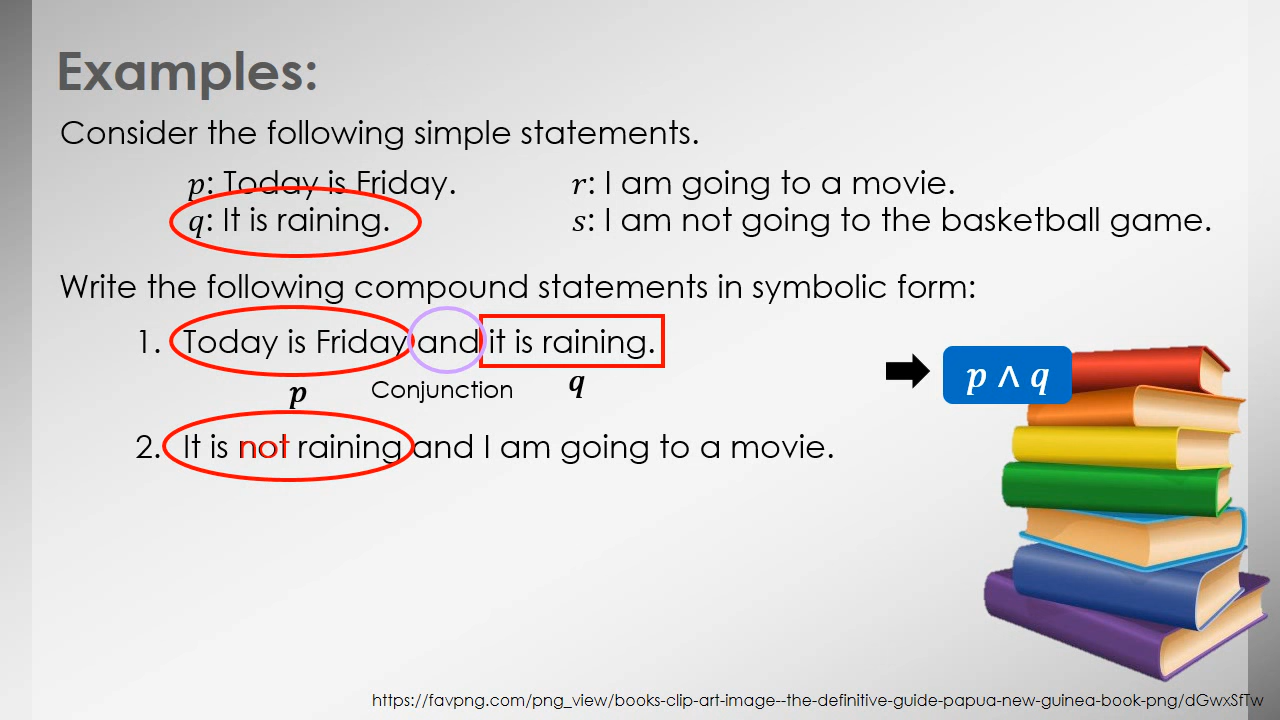 Examples:
Consider the following simple statements.
p: Today is Friday. r: I am going to a movie.
q: It is raining. s: I am not going to the basketball game.
Write the following compound statements in symbolic form:
1. Today is Friday and it is raining.
p Conjunction q
p ∧ q
2. It is not raining and I am going to a movie.
https://favpng.com/png_view/books-clip-art-image--the-definitive-guide-papua-new-guinea-book-png/dGwxSfTw